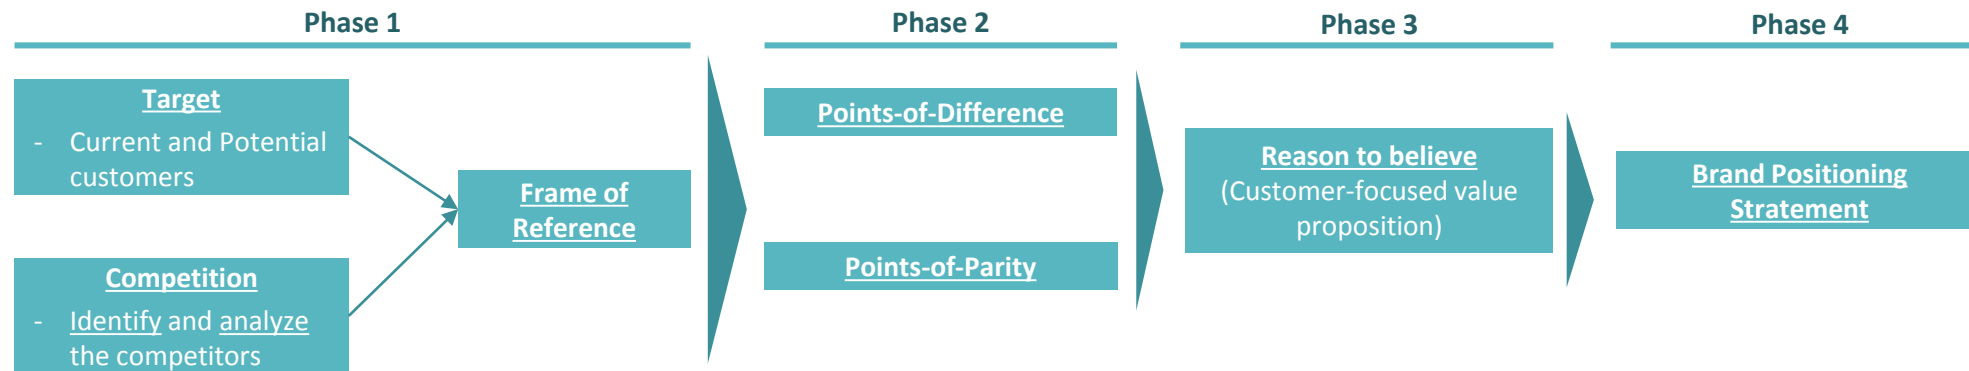 Phase 1
Target
- Current and Potential
customers
Competition
- Identify and analyze
the competitors
Frame of
Reference
Phase 2
Points-of-Difference
Points-of-Parity
Phase 3
Reason to believe
(Customer-focused value
proposition)
Phase 4
Brand Positioning
Stratement